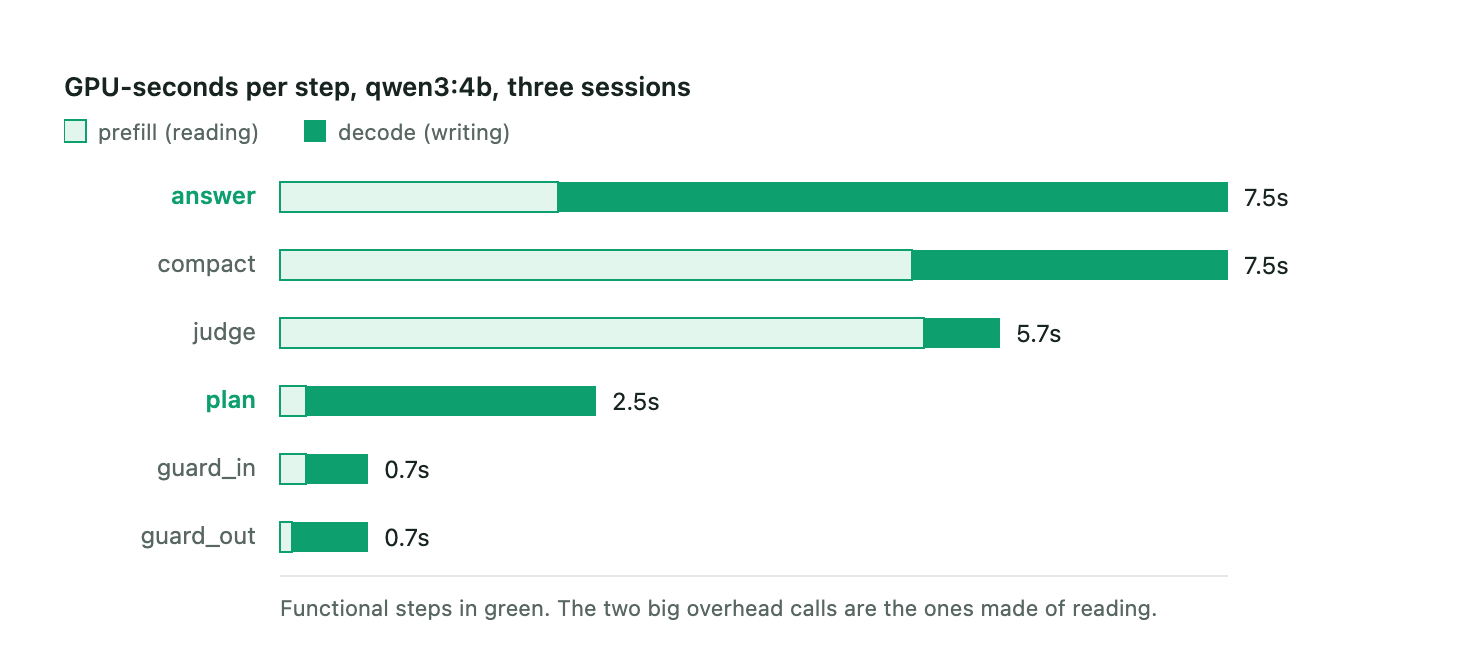 GPU-seconds per step, qwen3:4b, three sessions
prefill (reading) decode (writing)
answer 7.5s
compact 7.5s
judge 5.7s
plan 2.5s
guard_in 0.7s
guard_out 0.7s
Functional steps in green. The two big overhead calls are the ones made of reading.